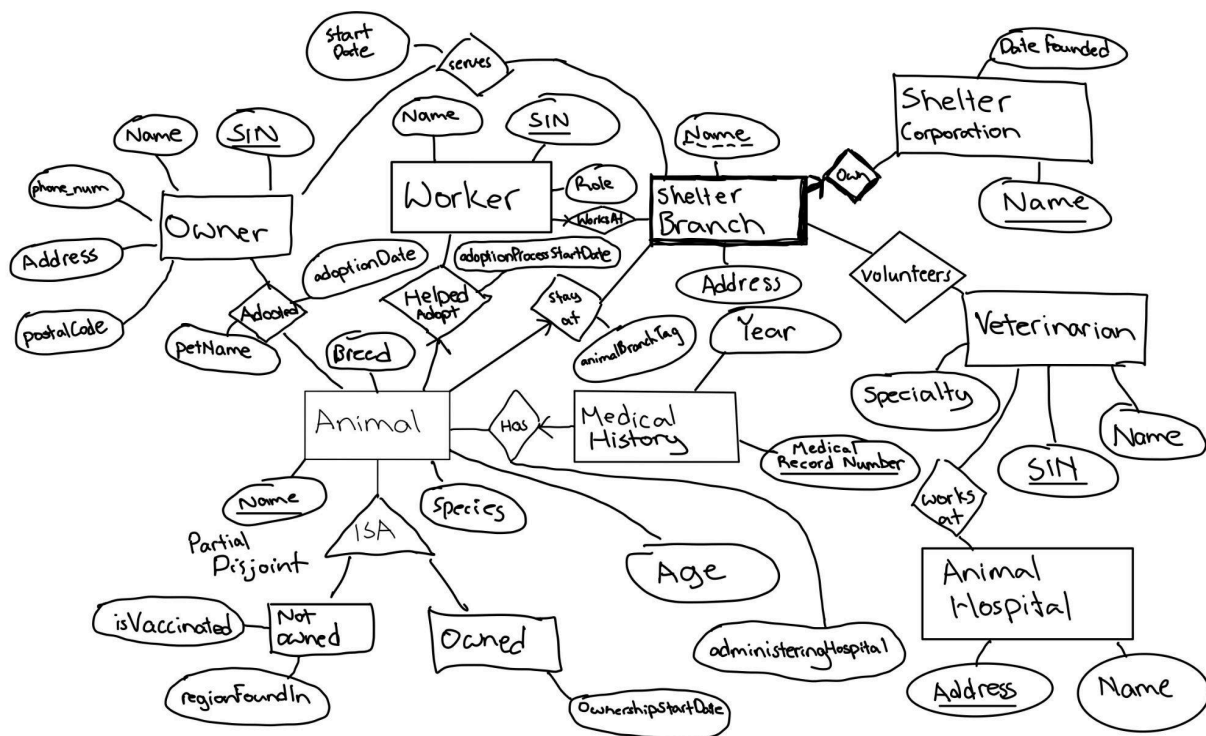 Start
Date
serves
Date Founded
Shelter
Corporation
Name
Own
Name
SIN
Name
SIN
Name
phone_num
Owner
Address
postalCode
Worker
Role
WorksAt
Shelter
Branch
Address
volunteers
adoptionDate
Adopted
petName
adoptionProcessStartDate
Helped
Adopt
Stay
at
animalBranchTag
Year
Veterinarian
Specialty
SIN
Name
Breed
Animal
Has
Medical
History
Medical
Record Number
Name
Species
ISA
Partial
Disjoint
Age
works
at
Animal
Hospital
Address
Name
isVaccinated
Not
owned
regionFoundIn
Owned
OwnershipStartDate
administeringHospital